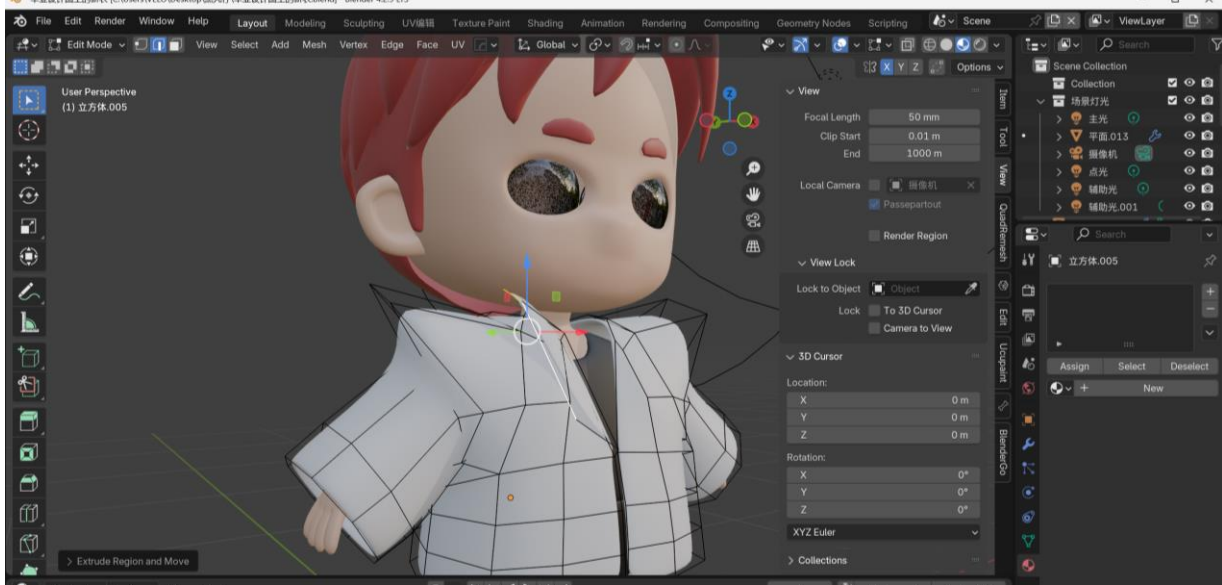 File Edit Render Window Help Layout Modeling Sculpting UV编辑 Texture Paint Shading Animation Rendering Compositing Geometry Nodes Scripting Scene ViewLayer
Edit Mode View Select Add Mesh Vertex Edge Face UV Global Search
X Y Z Options
User Perspective
(1) 立方体.005
View
Focal Length 50 mm
Clip Start 0.01 m
End 1000 m
Local Camera 摄像机
Passepartout
Render Region
View Lock
Lock to Object Object
Lock To 3D Cursor
Camera to View
3D Cursor
Location:
X 0 m
Y 0 m
Z 0 m
Rotation:
X 0°
Y 0°
Z 0°
XYZ Euler
Collections
Item
Tool
View
QuadRemesh
Edit
Ucupaint
BlenderGo
Scene Collection
Collection
场景灯光
主光
平面.013
摄像机
点光
辅助光
辅助光.001
Search
立方体.005
Assign Select Deselect
New
Extrude Region and Move